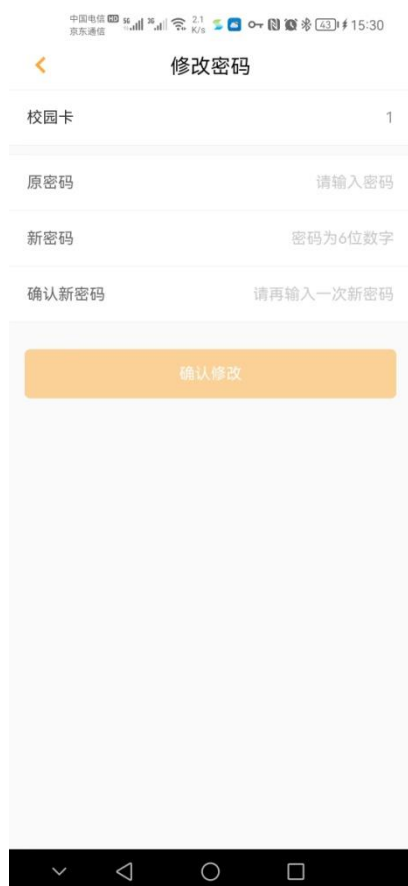 中国电信 HD 5G 3G 2.1 K/s 43 15:30
京东通信
修改密码
校园卡 1
原密码 请输入密码
新密码 密码为6位数字
确认新密码 请再输入一次新密码
确认修改